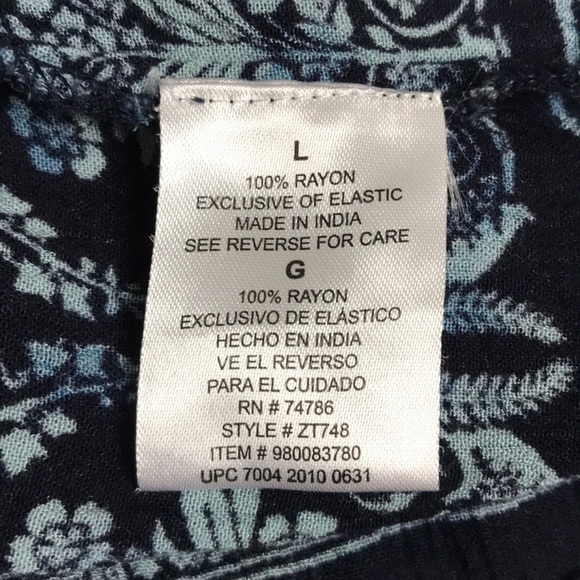 L
100% RAYON
EXCLUSIVE OF ELASTIC
MADE IN INDIA
SEE REVERSE FOR CARE
G
100% RAYON
EXCLUSIVO DE ELÁSTICO
HECHO EN INDIA
VE EL REVERSO
PARA EL CUIDADO
RN # 74786
STYLE # ZT748
ITEM # 980083780
UPC 7004 2010 0631